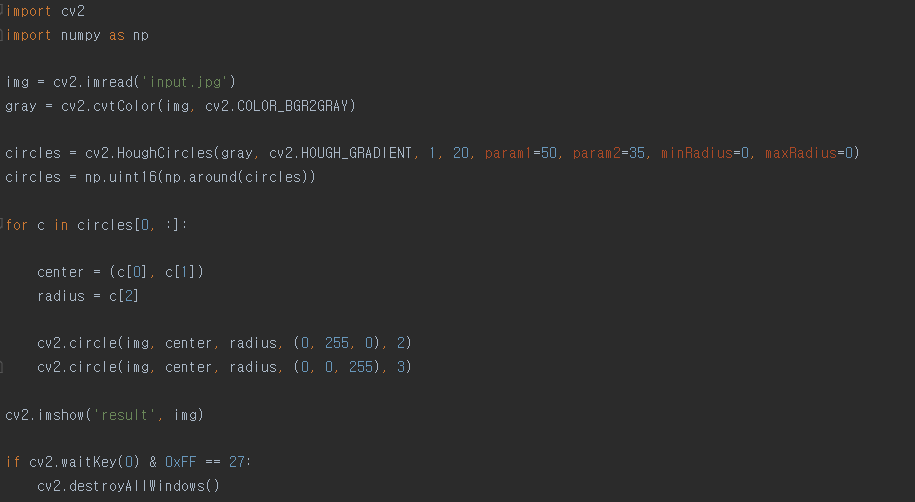 import cv2
import numpy as np
img = cv2.imread('input.jpg')
gray = cv2.cvtColor(img, cv2.COLOR_BGR2GRAY)
circles = cv2.HoughCircles(gray, cv2.HOUGH_GRADIENT, 1, 20, param1=50, param2=35, minRadius=0, maxRadius=0)
circles = np.uint16(np.around(circles))
for c in circles[0, :]:
    center = (c[0], c[1])
    radius = c[2]
    cv2.circle(img, center, radius, (0, 255, 0), 2)
    cv2.circle(img, center, radius, (0, 0, 255), 3)
cv2.imshow('result', img)
if cv2.waitKey(0) & 0xFF == 27:
    cv2.destroyAllWindows()